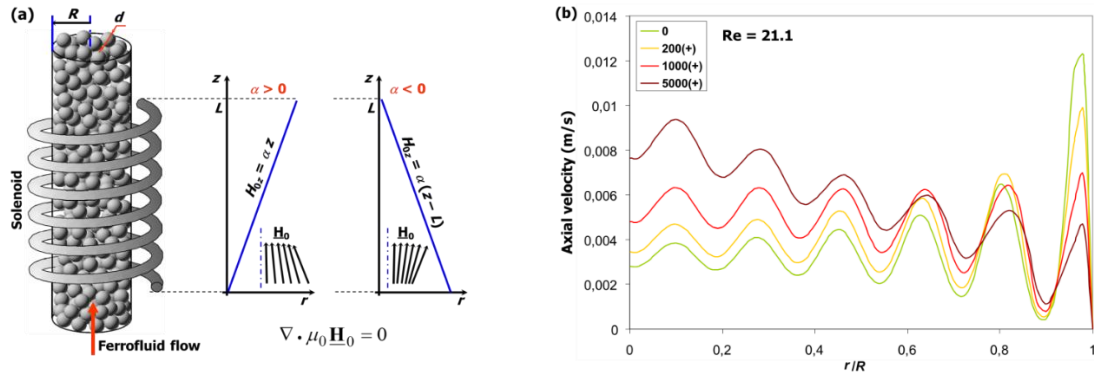 (a)
R
d
Solenoid
Ferrofluid flow
z
α > 0
L
H₀z = α z
H₀
r
z
α < 0
L
H₀z = α (z – L)
H₀
r
∇ • μ₀ H₀ = 0
(b)
Re = 21.1
0
200(+)
1000(+)
5000(+)
Axial velocity (m/s)
0,014
0,012
0,010
0,008
0,006
0,004
0,002
0
0 0,2 0,4 0,6 0,8 1
r/R